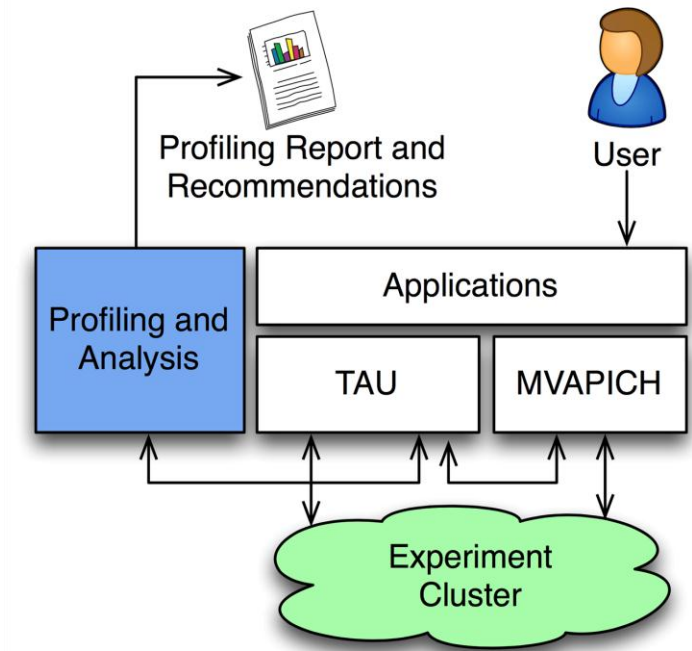 Profiling Report and
Recommendations
User
Profiling and
Analysis
Applications
TAU
MVAPICH
Experiment
Cluster